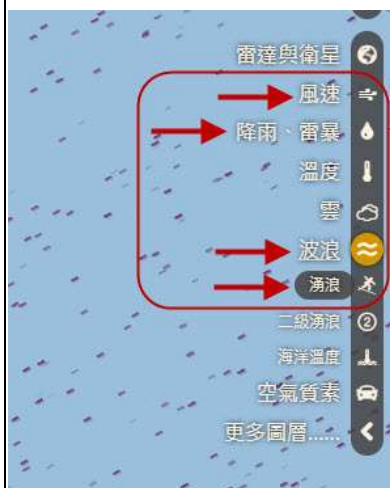 雷達與衛星
風速
降雨、雷暴
溫度
雲
波浪
湧浪
二級湧浪
2
海洋溫度
空氣質素
更多圖層......